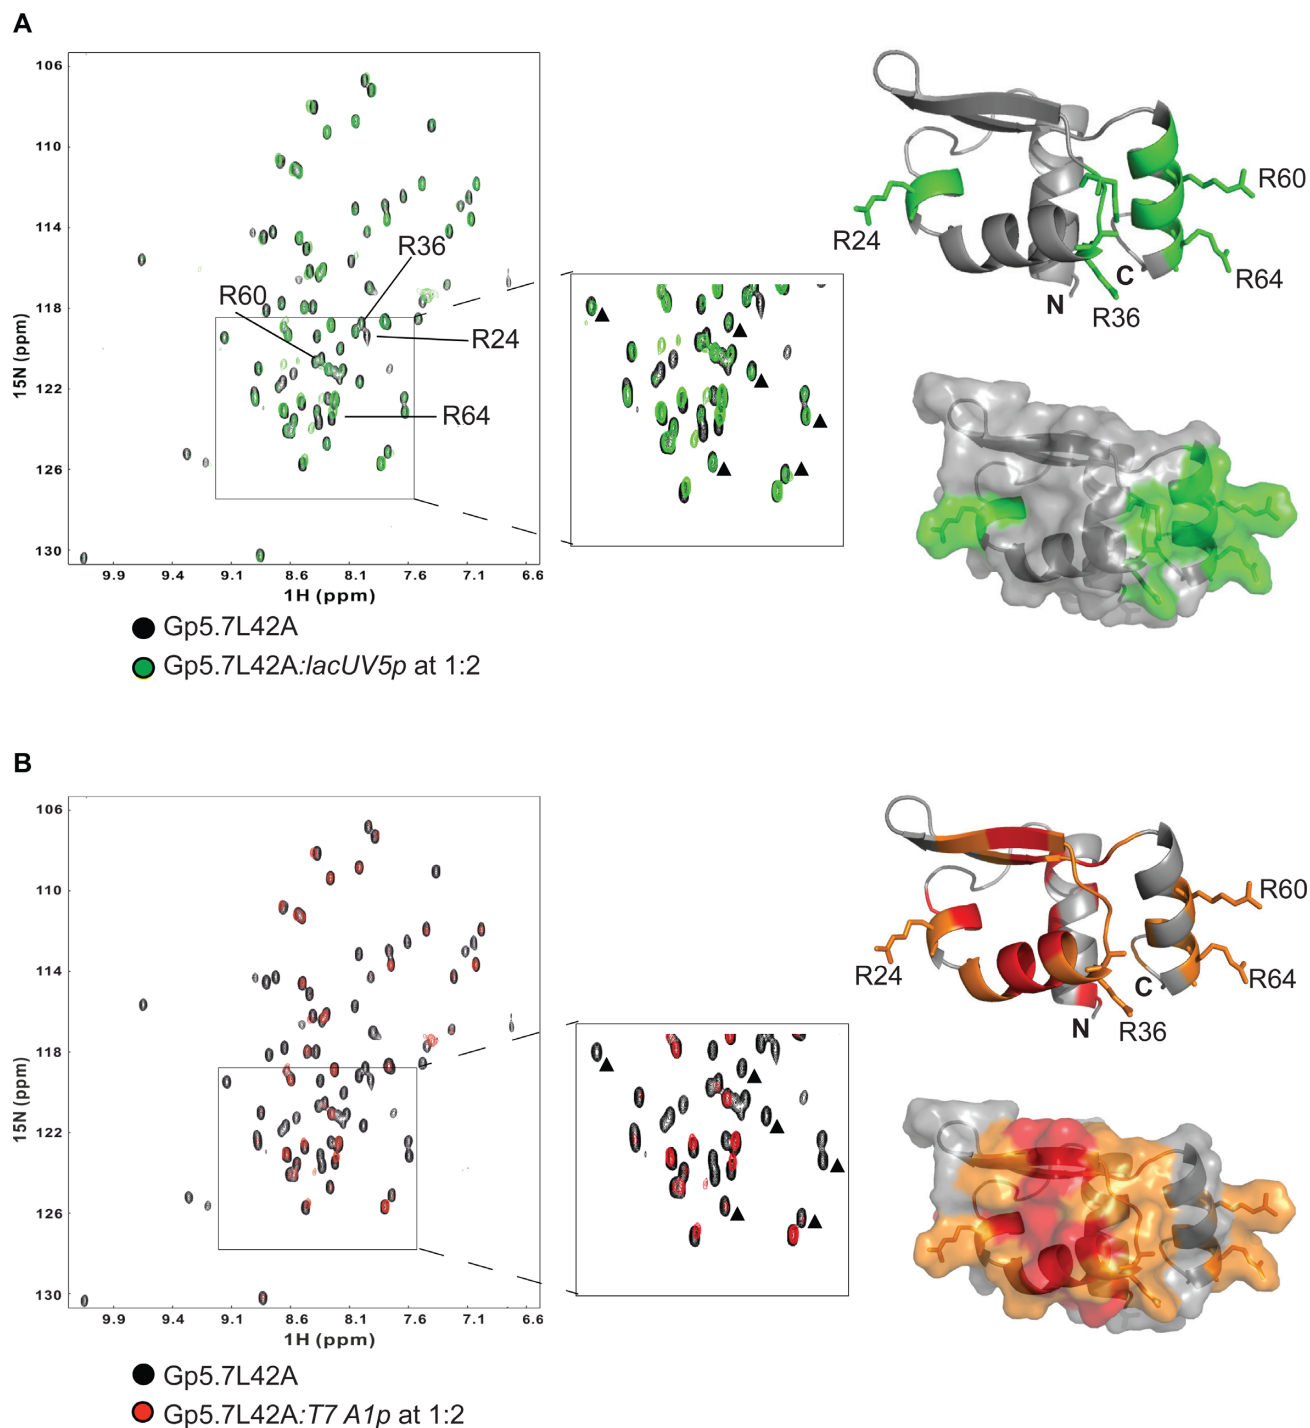 A
106
110
114
118
122
126
130
15N (ppm)
9.9 9.4 9.1 8.6 8.1 7.6 7.1 6.6
1H (ppm)
R36
R60
R24
R64
R60
R24
R64
C
N
R36
Gp5.7L42A
Gp5.7L42A:lacUV5p at 1:2
B
106
110
114
118
122
126
130
15N (ppm)
9.9 9.4 9.1 8.6 8.1 7.6 7.1 6.6
1H (ppm)
R60
R24
R64
C
N
R36
Gp5.7L42A
Gp5.7L42A:T7 A1p at 1:2